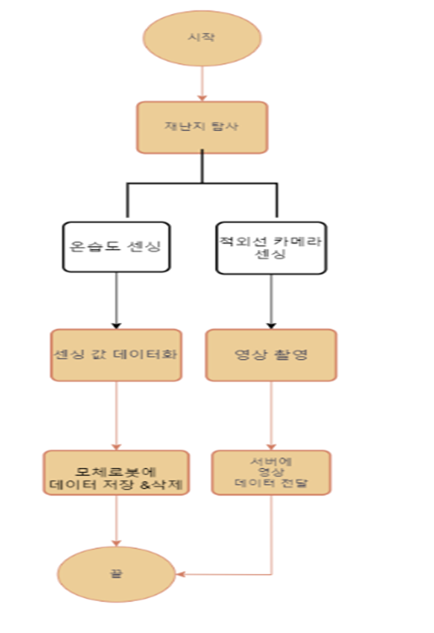 시작
재난지 탐사
온습도 센싱
적외선 카메라
센싱
센싱 값 데이터화
영상 촬영
모체로봇에
데이터 저장 &삭제
서버에
영상
데이터 전달
끝